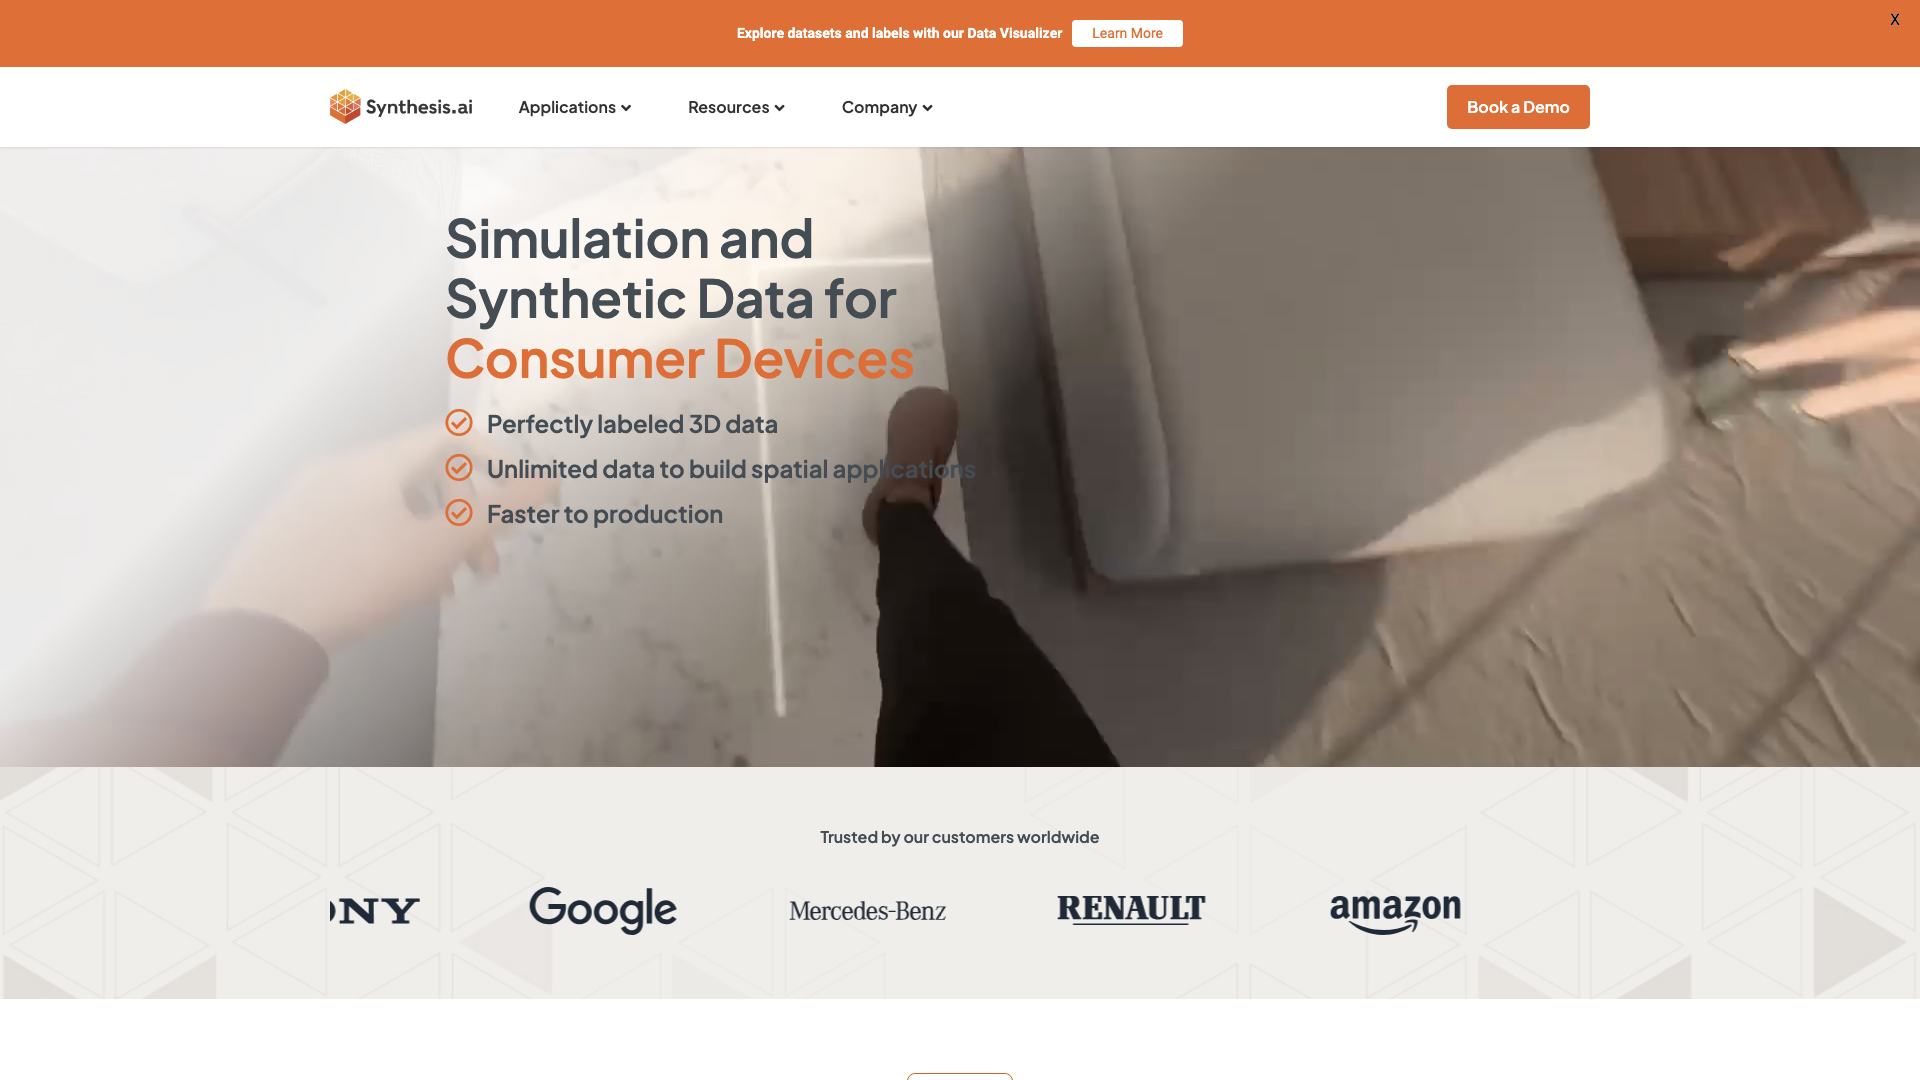 Explore datasets and labels with our Data Visualizer
Learn More
X
Synthesis.ai
Applications
Resources
Company
Book a Demo
Simulation and
Synthetic Data for
Consumer Devices
Perfectly labeled 3D data
Unlimited data to build spatial applications
Faster to production
Trusted by our customers worldwide
NY
Google
Mercedes-Benz
RENAULT
amazon